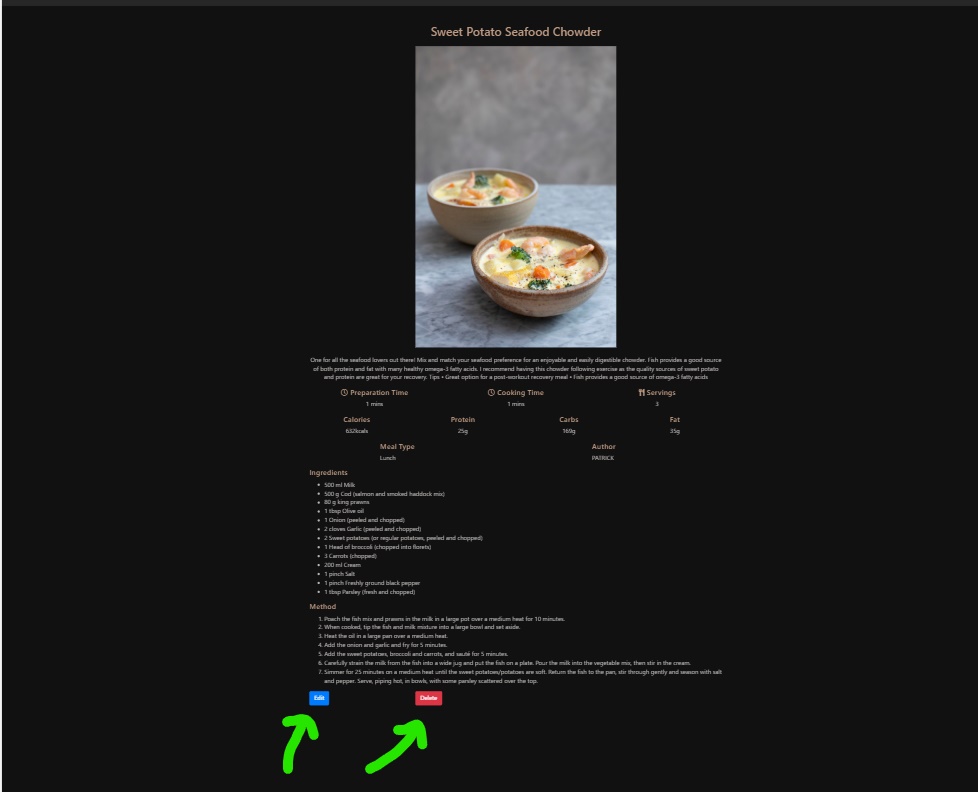 Sweet Potato Seafood Chowder
One for all the seafood lovers out there! Mix and match your seafood preference for an enjoyable and easily digestible chowder. Fish provides a good source
of both protein and fat with many healthy omega-3 fatty acids. I recommend having this chowder following exercise as the quality sources of sweet potato
and protein are great for your recovery. Tips • Great option for a post-workout recovery meal • Fish provides a good source of omega-3 fatty acids
Preparation Time Cooking Time Servings
1 mins 1 mins 3
Calories Protein Carbs Fat
632kcals 25g 169g 35g
Meal Type Author
Lunch PATRICK
Ingredients
• 500 ml Milk
• 500 g Cod (salmon and smoked haddock mix)
• 80 g king prawns
• 1 tbsp Olive oil
• 1 Onion (peeled and chopped)
• 2 cloves Garlic (peeled and chopped)
• 2 Sweet potatoes (or regular potatoes, peeled and chopped)
• 1 Head of broccoli (chopped into florets)
• 3 Carrots (chopped)
• 200 ml Cream
• 1 pinch Salt
• 1 pinch Freshly ground black pepper
• 1 tbsp Parsley (fresh and chopped)
Method
1. Poach the fish mix and prawns in the milk in a large pot over a medium heat for 10 minutes.
2. When cooked, tip the fish and milk mixture into a large bowl and set aside.
3. Heat the oil in a large pan over a medium heat.
4. Add the onion and garlic and fry for 5 minutes.
5. Add the sweet potatoes, broccoli and carrots, and sauté for 5 minutes.
6. Carefully strain the milk from the fish into a wide jug and put the fish on a plate. Pour the milk into the vegetable mix, then stir in the cream.
7. Simmer for 25 minutes on a medium heat until the sweet potatoes/potatoes are soft. Return the fish to the pan, stir through gently and season with salt
and pepper. Serve, piping hot, in bowls, with some parsley scattered over the top.
Edit Delete